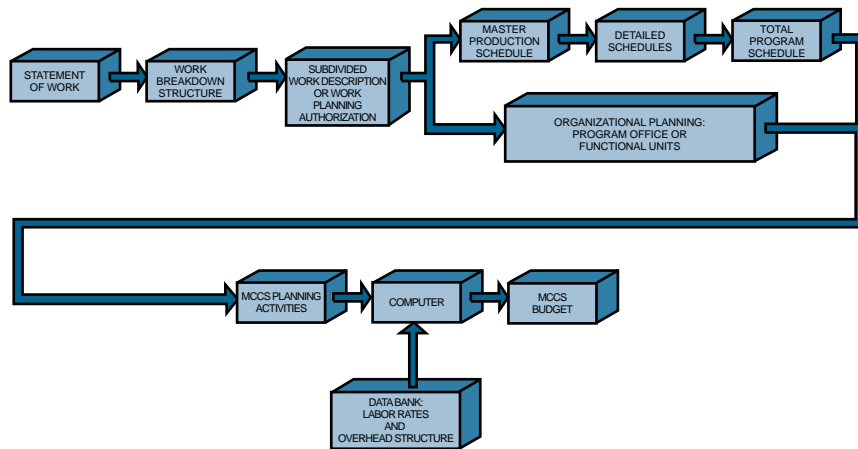 STATEMENT
OF WORK
WORK
BREAKDOWN
STRUCTURE
SUBDIVIDED
WORK DESCRIPTION
OR WORK
PLANNING
AUTHORIZATION
MASTER
PRODUCTION
SCHEDULE
DETAILED
SCHEDULES
TOTAL
PROGRAM
SCHEDULE
ORGANIZATIONAL PLANNING:
PROGRAM OFFICE OR
FUNCTIONAL UNITS
MCCS PLANNING
ACTIVITIES
COMPUTER
MCCS
BUDGET
DATA BANK:
LABOR RATES
AND
OVERHEAD STRUCTURE